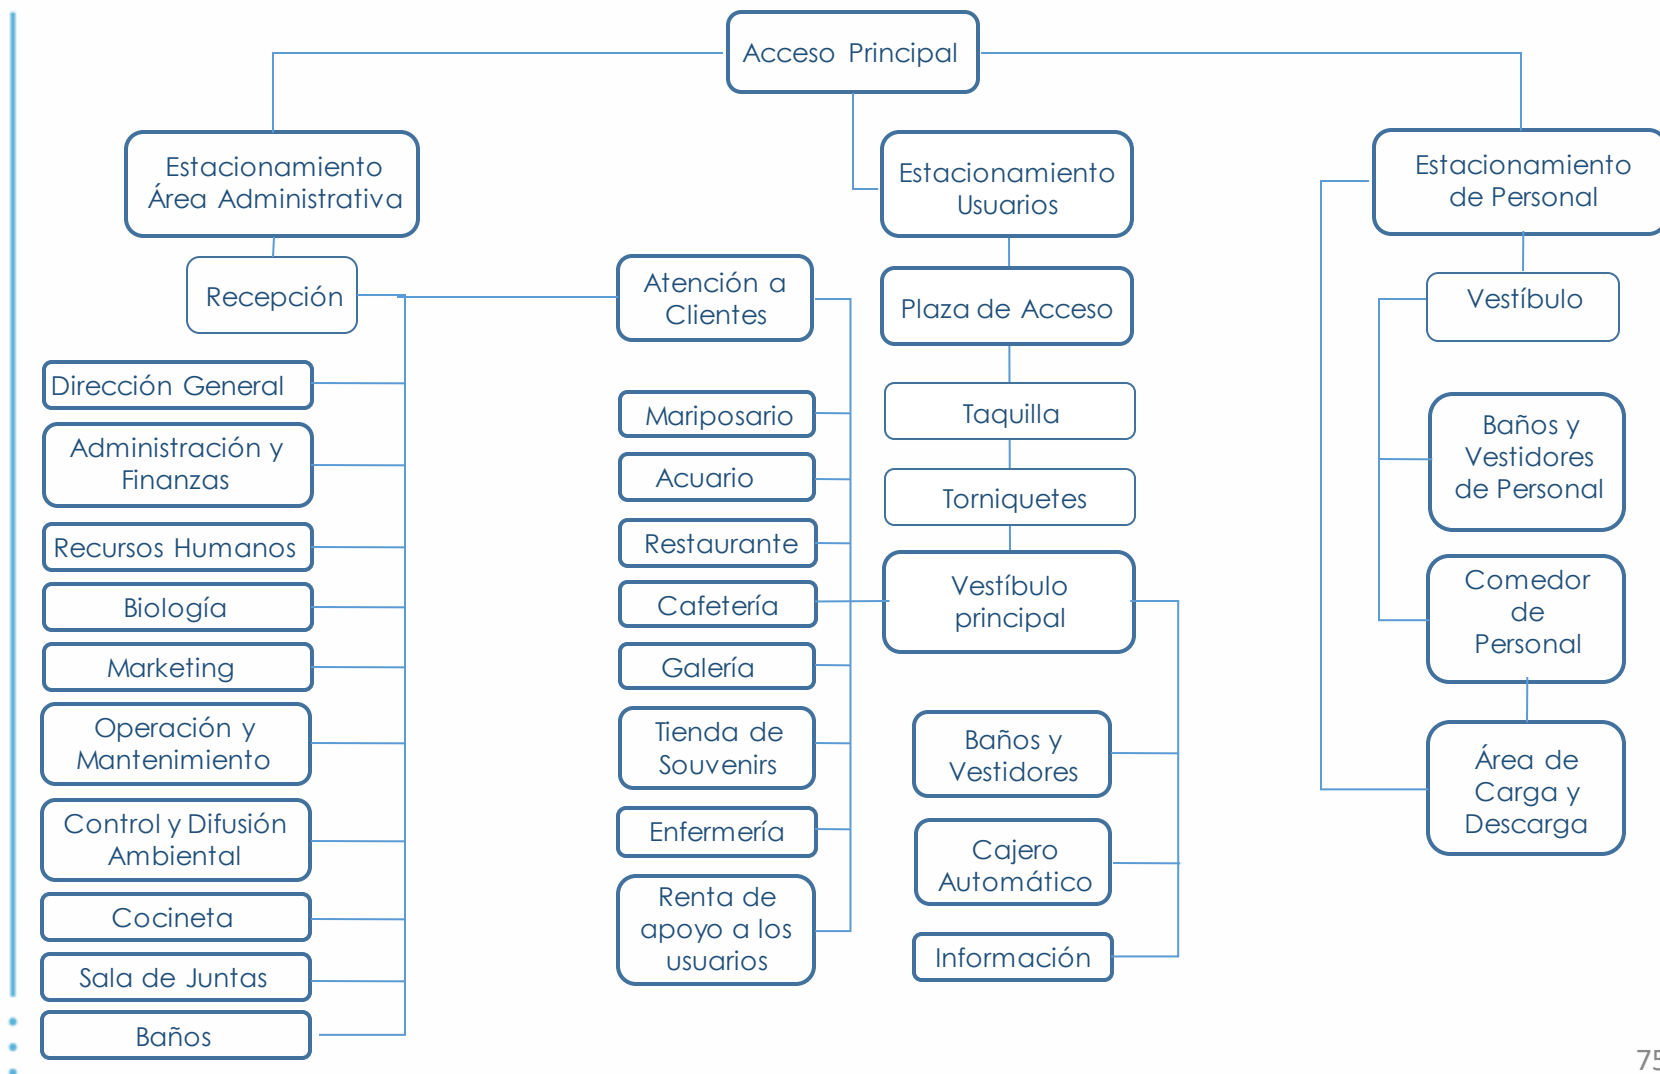 Acceso Principal
Estacionamiento
Área Administrativa
Recepción
Dirección General
Administración y
Finanzas
Recursos Humanos
Biología
Marketing
Operación y
Mantenimiento
Control y Difusión
Ambiental
Cocineta
Sala de Juntas
Baños
Atención a
Clientes
Mariposario
Acuario
Restaurante
Cafetería
Galería
Tienda de
Souvenirs
Enfermería
Renta de
apoyo a los
usuarios
Estacionamiento
Usuarios
Plaza de Acceso
Taquilla
Torniquetes
Vestíbulo
principal
Baños y
Vestidores
Cajero
Automático
Información
Estacionamiento
de Personal
Vestíbulo
Baños y
Vestidores
de Personal
Comedor
de
Personal
Área de
Carga y
Descarga
75